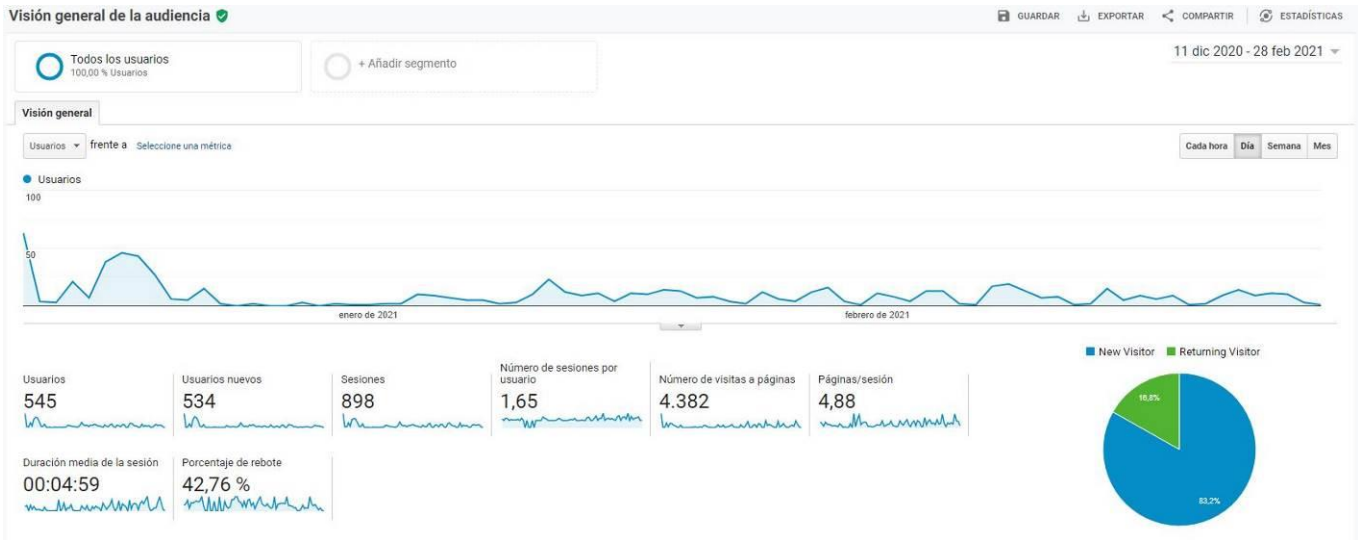 Visión general de la audiencia
GUARDAR EXPORTAR COMPARTIR ESTADÍSTICAS
Todos los usuarios
100,00 % Usuarios
+ Añadir segmento
11 dic 2020 - 28 feb 2021
Visión general
Usuarios frente a Seleccione una métrica
Cada hora Día Semana Mes
Usuarios
100
50
enero de 2021 febrero de 2021
New Visitor Returning Visitor
Usuarios
545
Usuarios nuevos
534
Sesiones
898
Número de sesiones por
usuario
1,65
Número de visitas a páginas
4.382
Páginas/sesión
4,88
Duración media de la sesión
00:04:59
Porcentaje de rebote
42,76 %
16,8%
83,2%